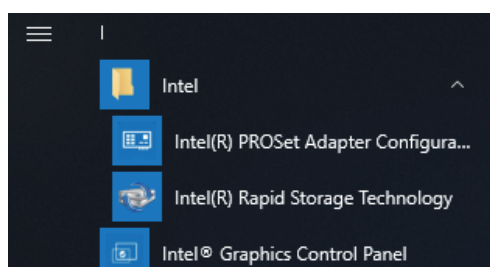 I
Intel
Intel(R) PROSet Adapter Configura...
Intel(R) Rapid Storage Technology
Intel® Graphics Control Panel